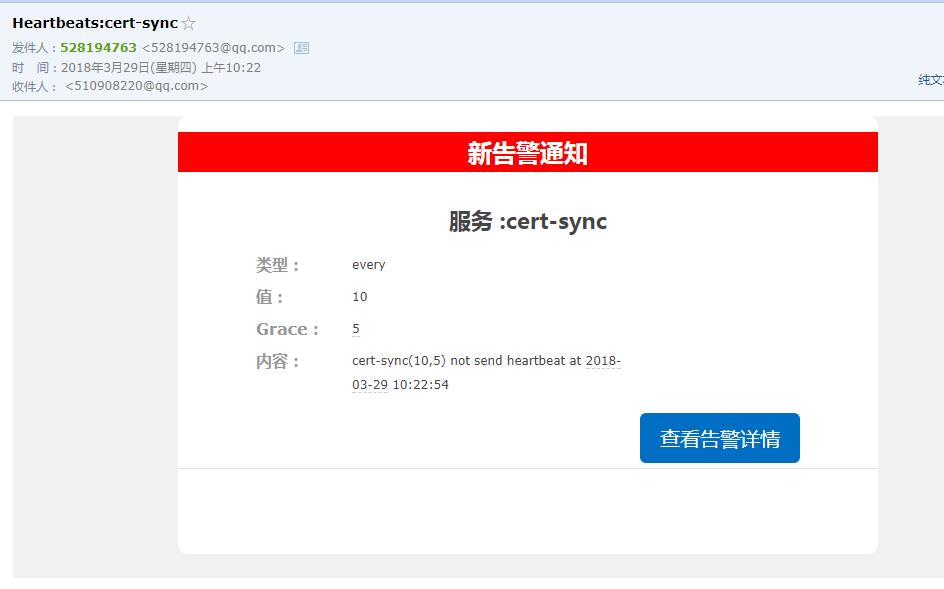 Heartbeats:cert-sync
发件人：528194763 <528194763@qq.com>
时 间：2018年3月29日(星期四) 上午10:22
收件人： <510908220@qq.com>
纯文
新告警通知
服务 :cert-sync
类型： every
值： 10
Grace： 5
内容： cert-sync(10,5) not send heartbeat at 2018-
03-29 10:22:54
查看告警详情